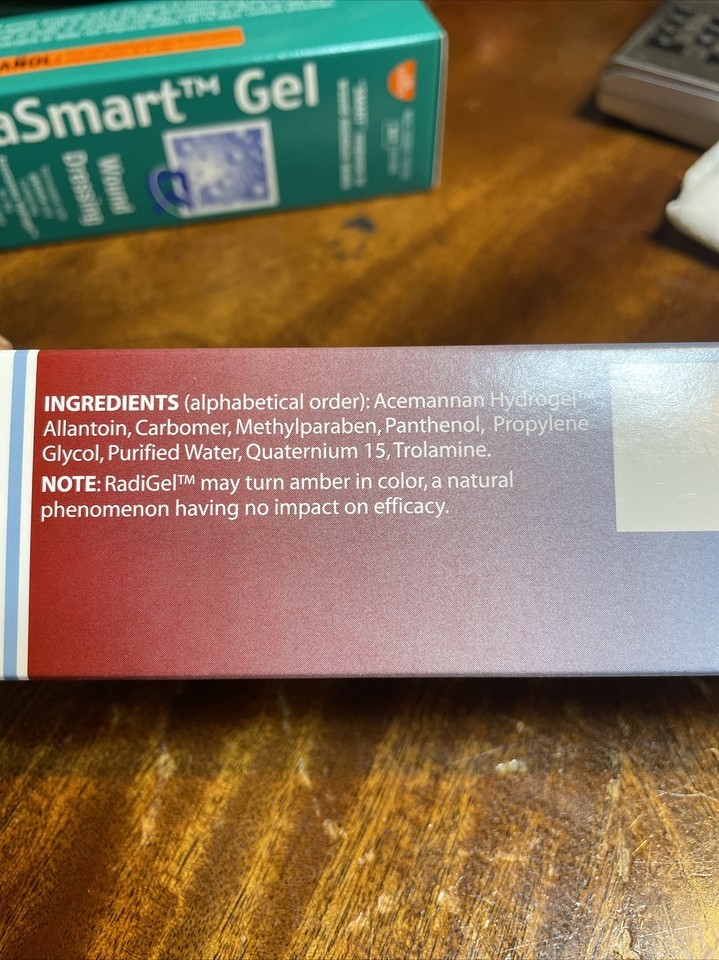 AÑOL:
aSmart™ Gel
Wound
Dressing
INGREDIENTS (alphabetical order): Acemannan Hydrogel™,
Allantoin, Carbomer, Methylparaben, Panthenol, Propylene
Glycol, Purified Water, Quaternium 15, Trolamine.
NOTE: RadiGel™ may turn amber in color, a natural
phenomenon having no impact on efficacy.